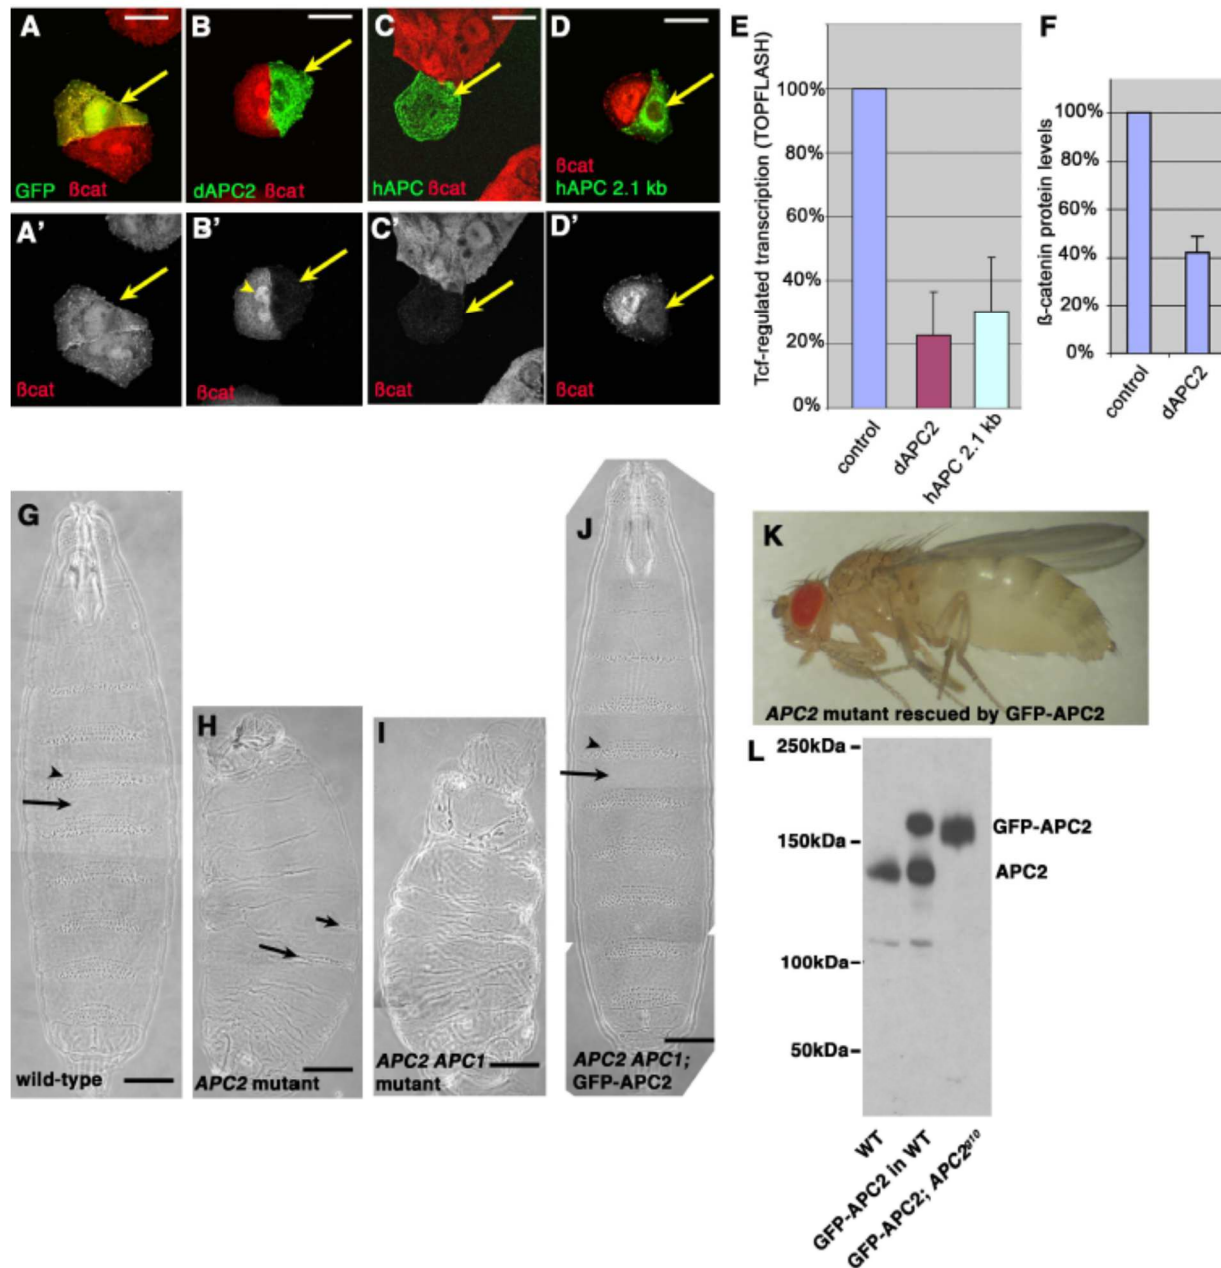 A
B
C
D
GFP ßcat
dAPC2 ßcat
hAPC ßcat
ßcat
hAPC 2.1 kb
A'
B'
C'
D'
ßcat
ßcat
ßcat
ßcat
E
Tcf-regulated transcription (TOPFLASH)
100%
80%
60%
40%
20%
0%
control
dAPC2
hAPC 2.1 kb
F
ß-catenin protein levels
100%
80%
60%
40%
20%
0%
control
dAPC2
G
wild-type
H
APC2 mutant
I
APC2 APC1
mutant
J
APC2 APC1;
GFP-APC2
K
APC2 mutant rescued by GFP-APC2
L
250kDa
150kDa
100kDa
50kDa
GFP-APC2
APC2
WT
GFP-APC2 in WT
GFP-APC2; APC2g10